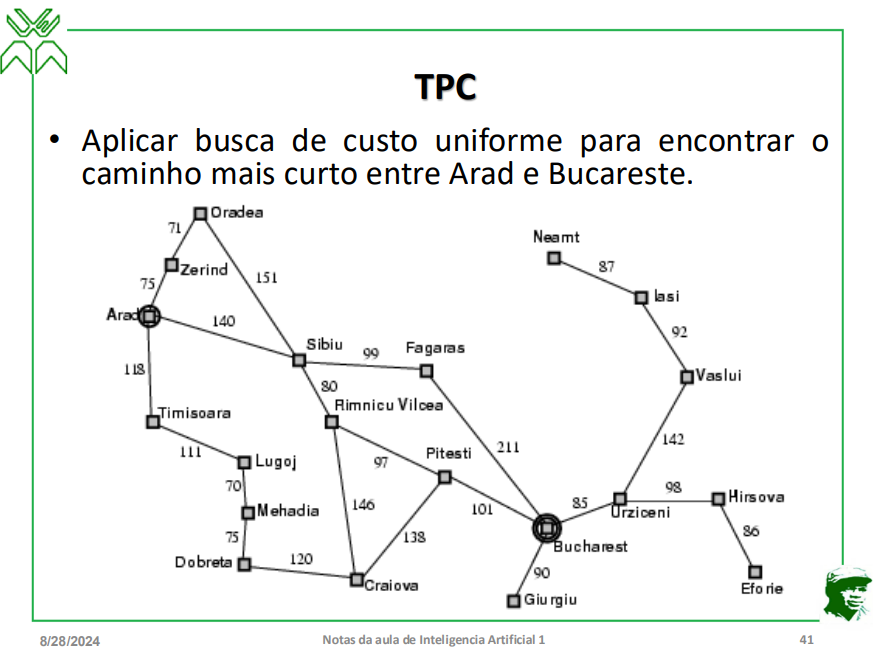 TPC
• Aplicar busca de custo uniforme para encontrar o
caminho mais curto entre Arad e Bucareste.
Oradea
71
Neamt
Zerind
87
75
151
Iasi
Arad
140
92
Sibiu
99
Fagaras
118
80
Vaslui
Timisoara
Rimnicu Vilcea
111
Lugoj
97
Pitesti
211
142
70
Mehadia
146
101
85
98
Hirsova
Urziceni
75
138
86
Dobreta
120
Bucharest
90
Craiova
Giurgiu
Eforie
8/28/2024
Notas da aula de Inteligencia Artificial 1
41